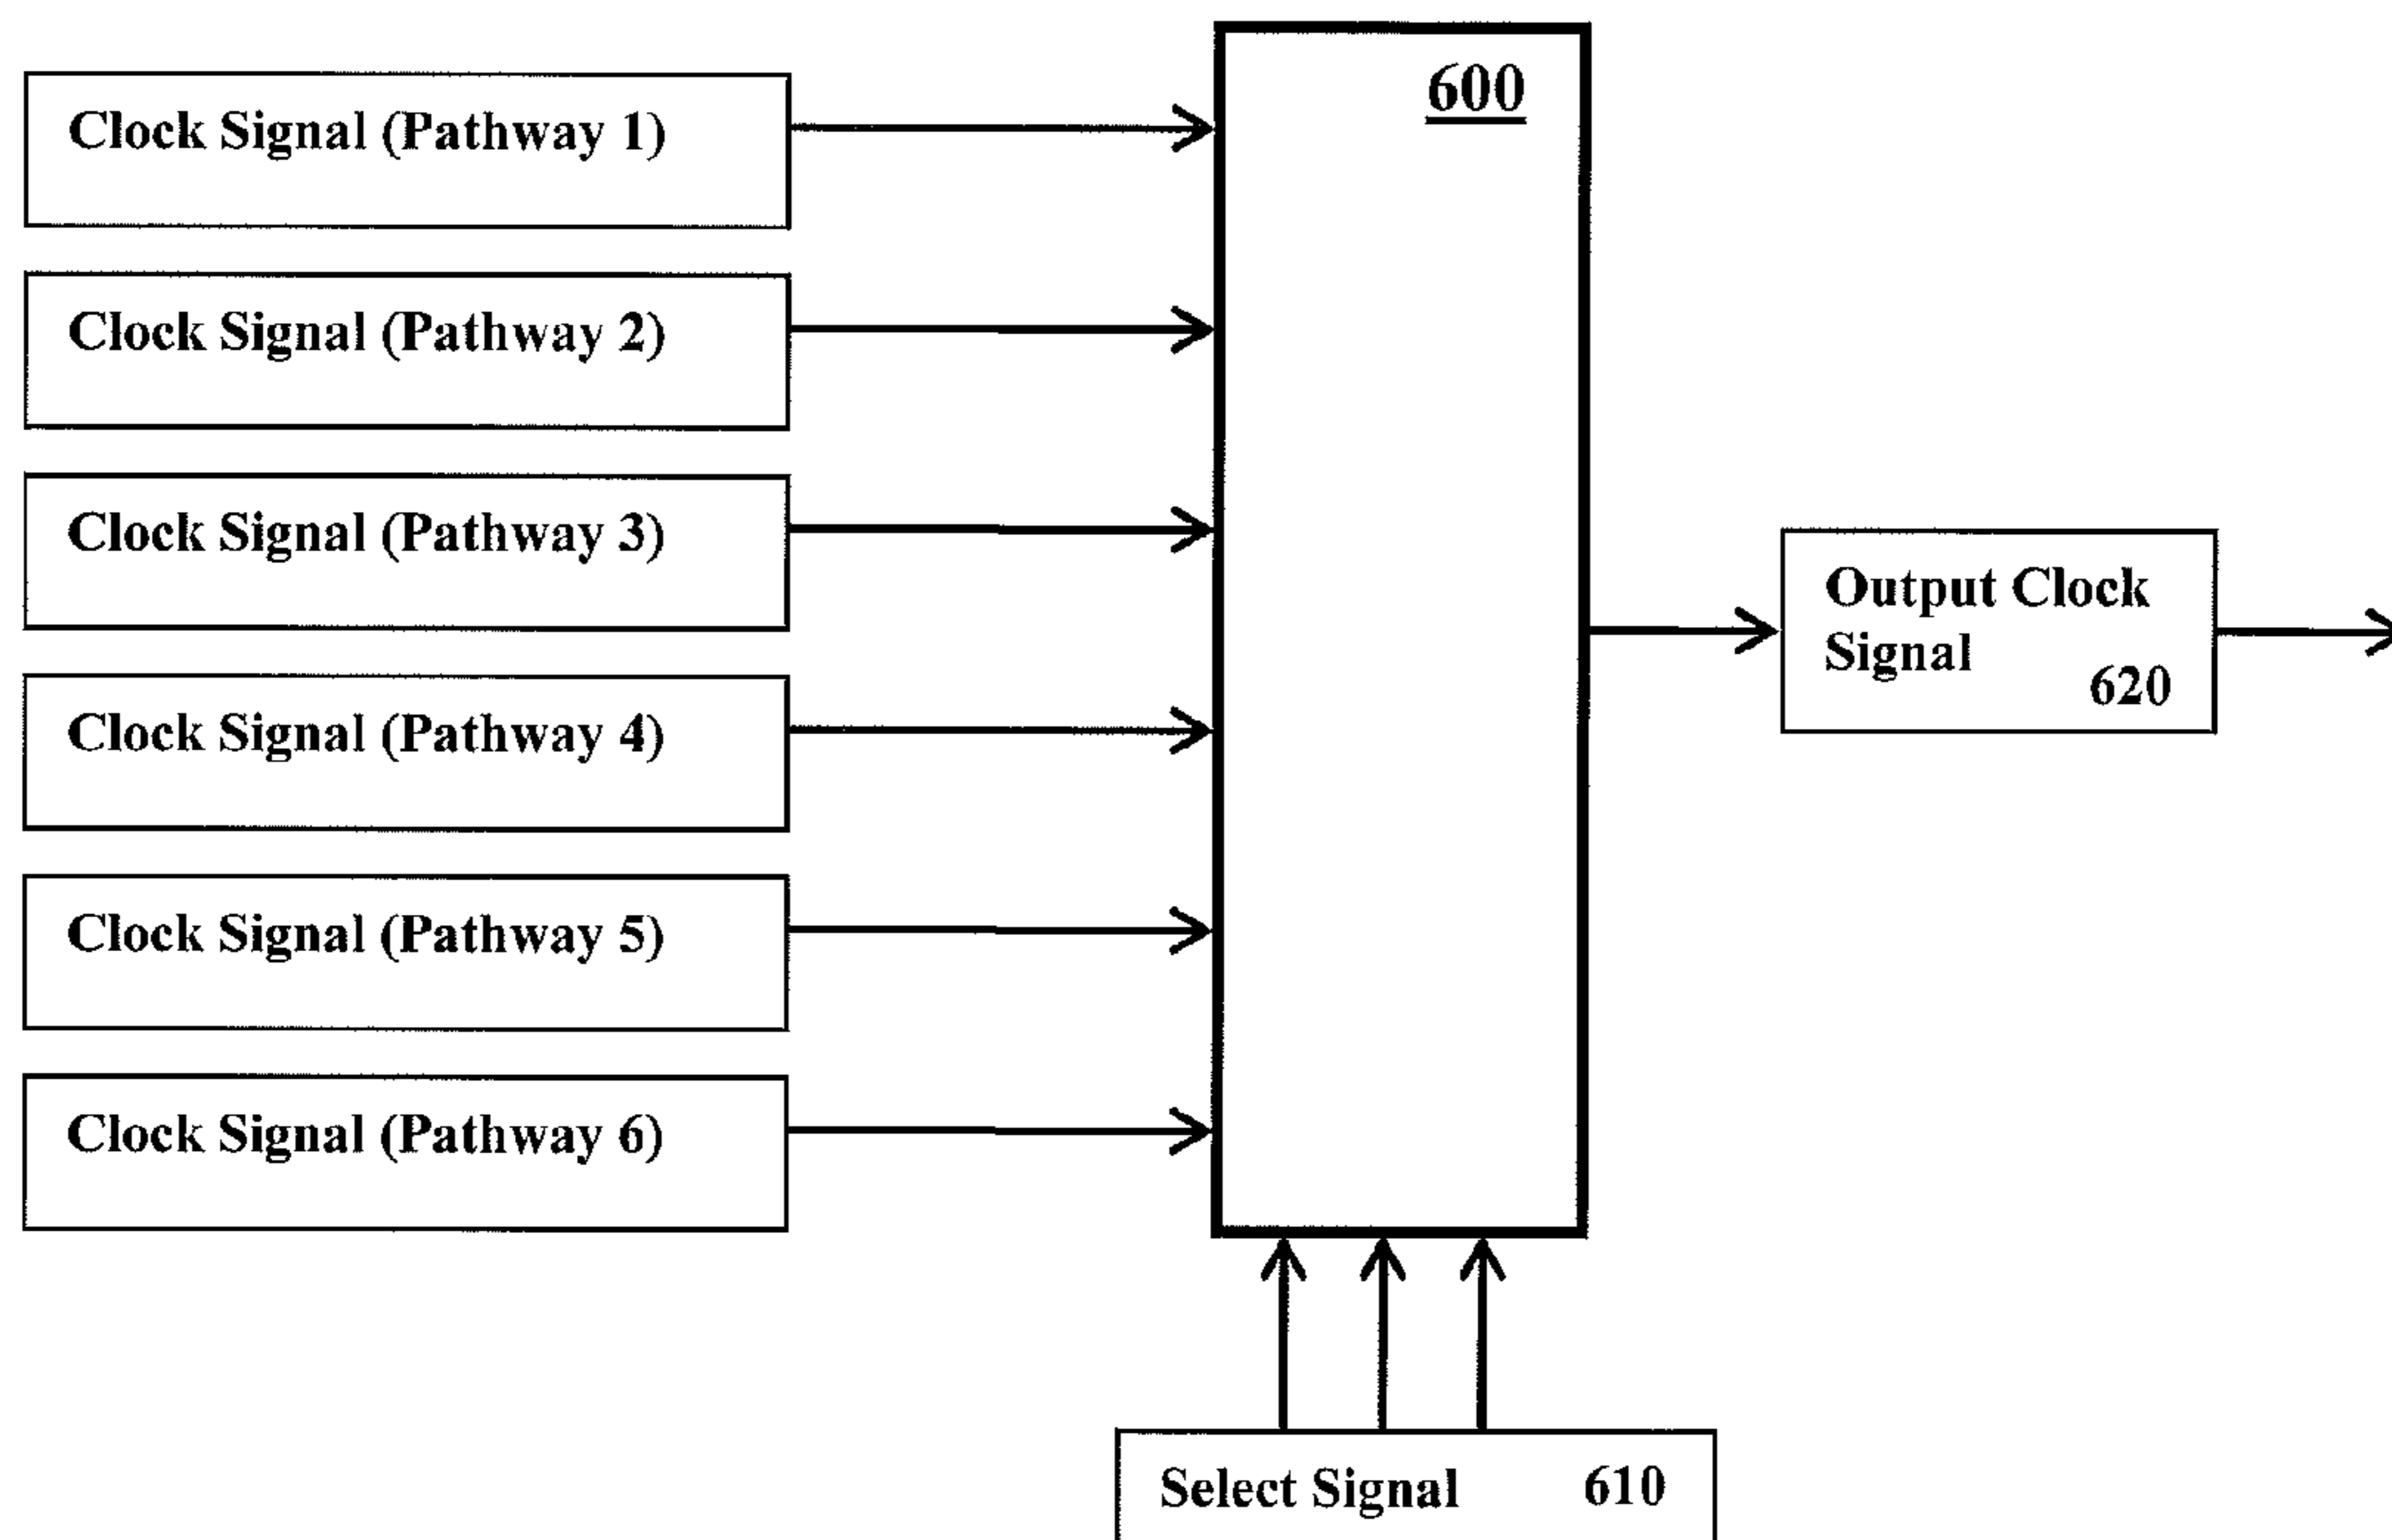 600
Clock Signal (Pathway 1)
Clock Signal (Pathway 2)
Clock Signal (Pathway 3)
Clock Signal (Pathway 4)
Clock Signal (Pathway 5)
Clock Signal (Pathway 6)
Output Clock
Signal
620
Select Signal 610